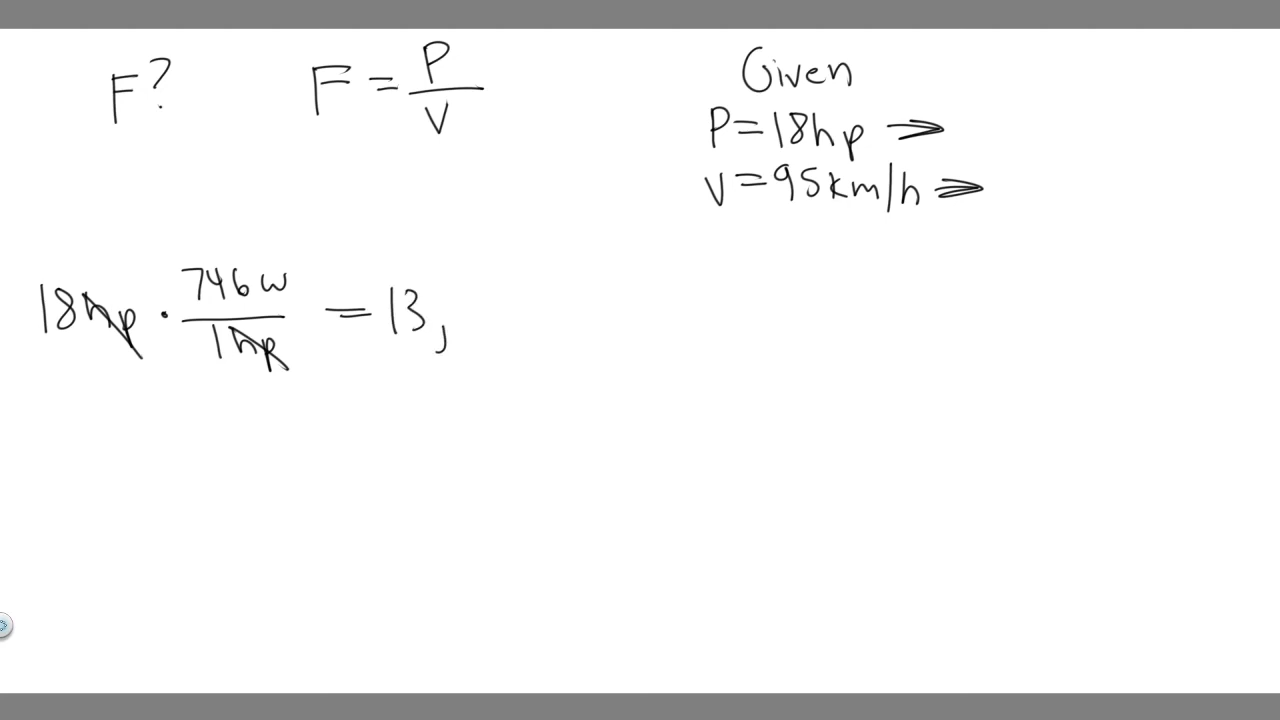 F?
F = P/V
Given
P=18hp →
V=95km/h →
18hp · 746w/1hp = 13,